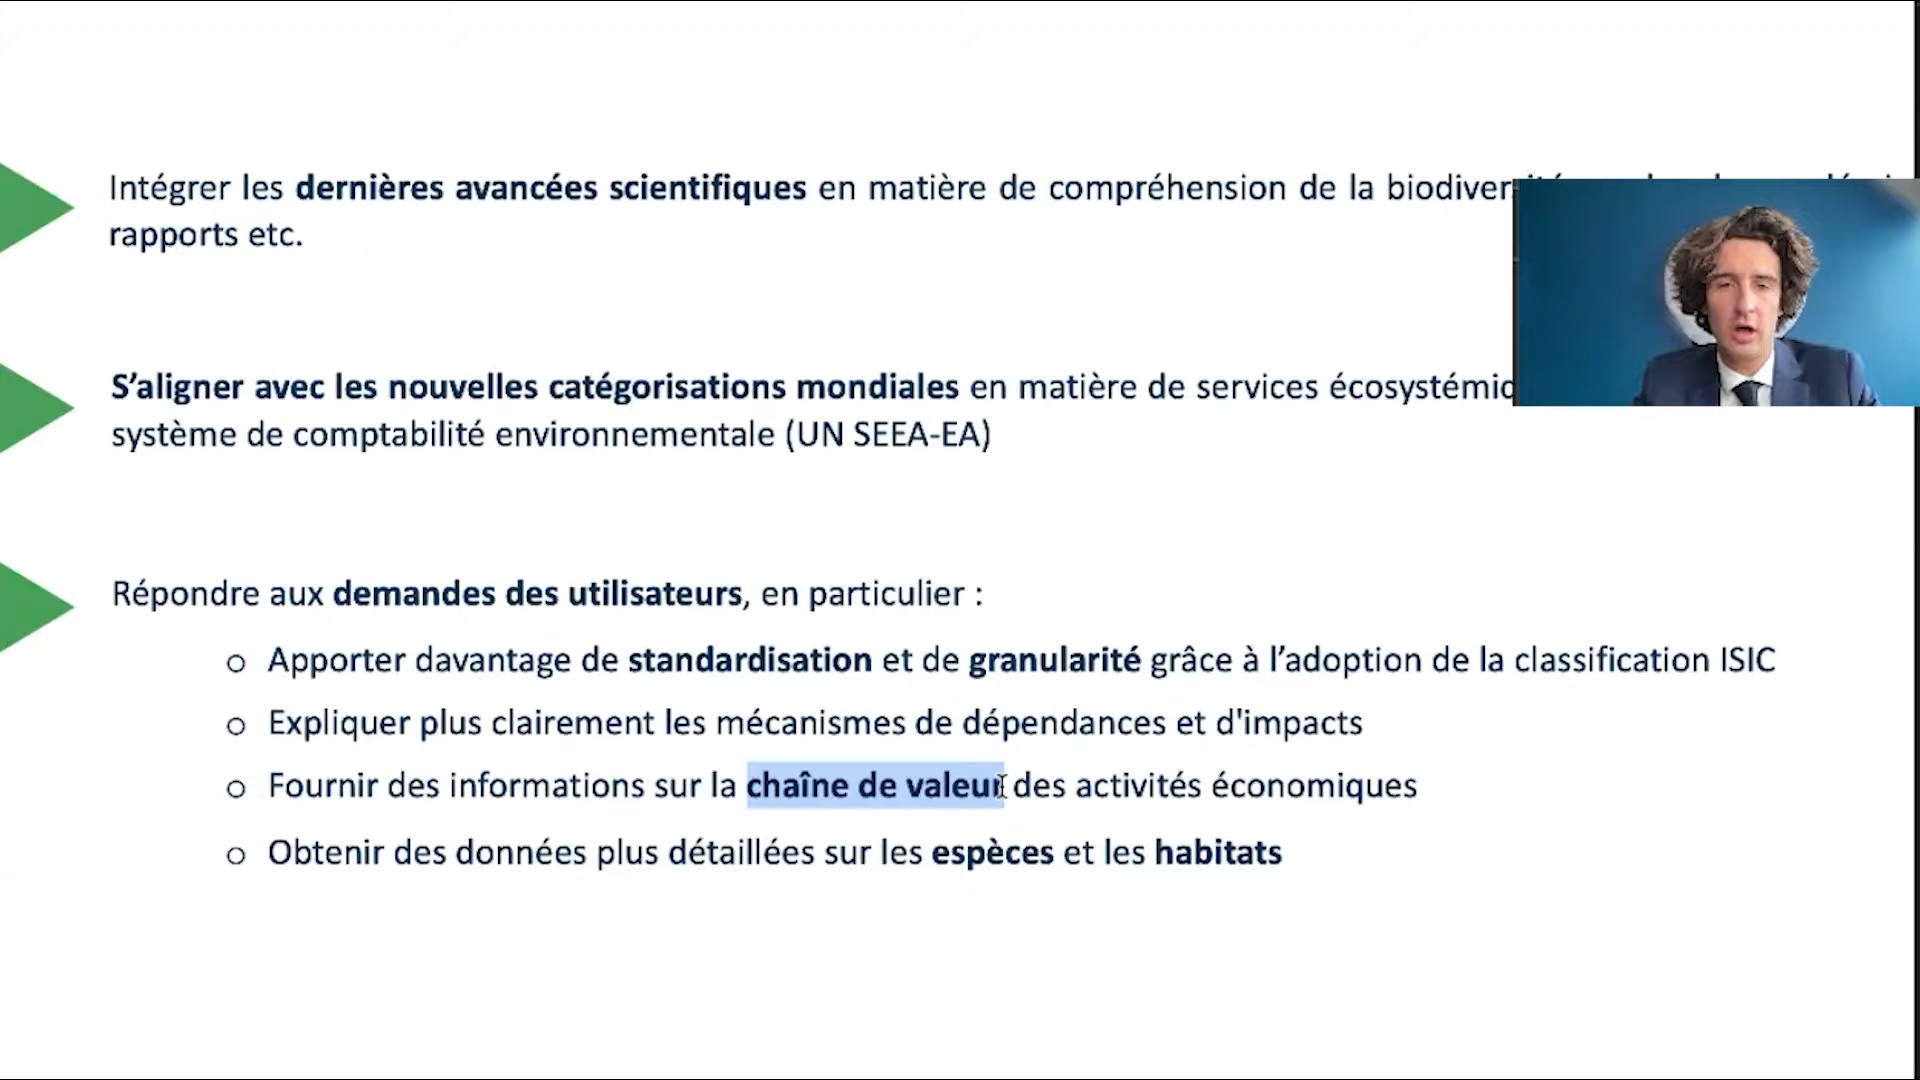 Intégrer les dernières avancées scientifiques en matière de compréhension de la
rapports etc.
S’aligner avec les nouvelles catégorisations mondiales en matière de services
système de comptabilité environnementale (UN SEEA-EA)
Répondre aux demandes des utilisateurs, en particulier :
o Apporter davantage de standardisation et de granularité grâce à l’adoption de la classification ISIC
o Expliquer plus clairement les mécanismes de dépendances et d'impacts
o Fournir des informations sur la chaîne de valeur des activités économiques
o Obtenir des données plus détaillées sur les espèces et les habitats